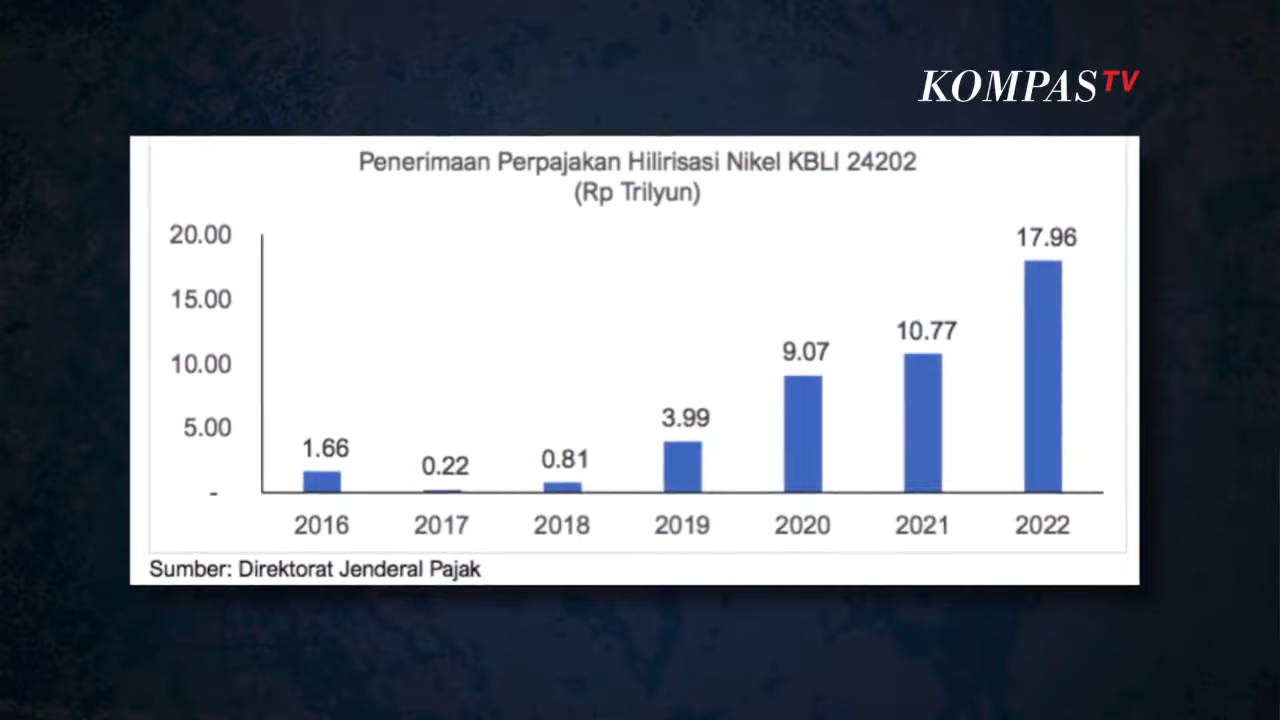 KOMPAS TV
Penerimaan Perpajakan Hilirisasi Nikel KBLI 24202
(Rp Trilyun)
20.00
15.00
10.00
5.00
-
1.66
0.22
0.81
3.99
9.07
10.77
17.96
2016 2017 2018 2019 2020 2021 2022
Sumber: Direktorat Jenderal Pajak